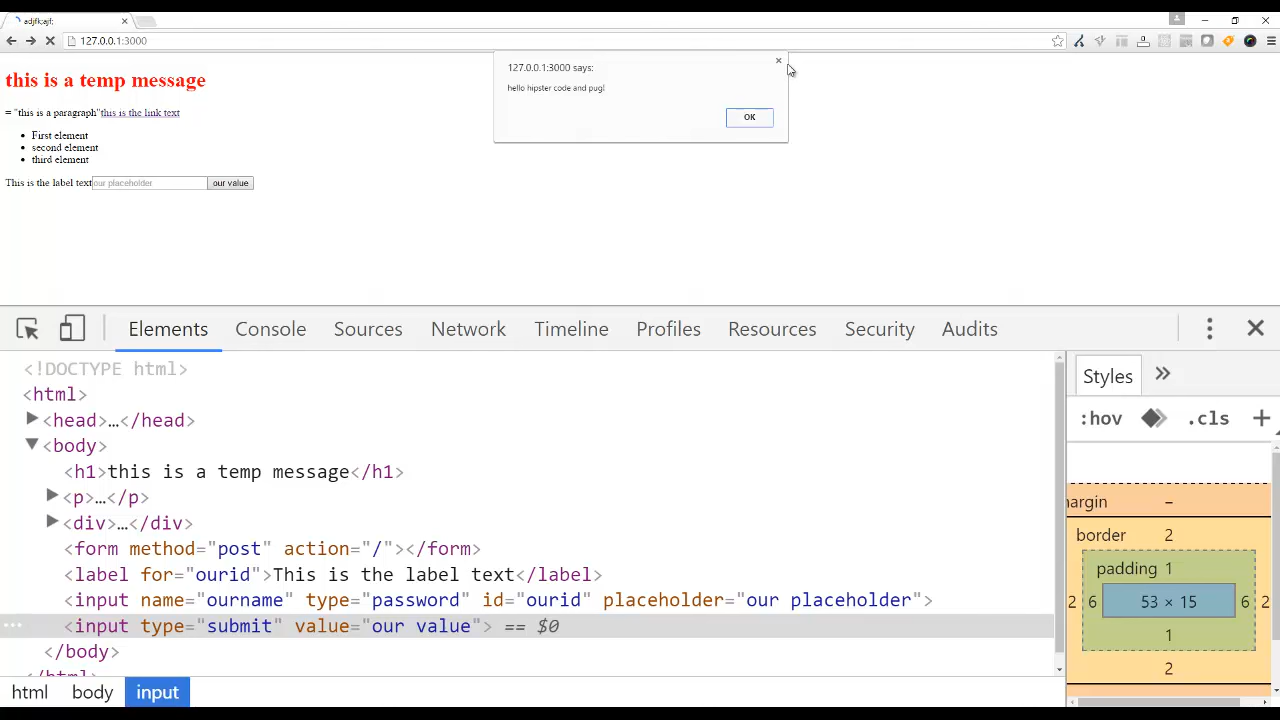 adjfk;ajf;
127.0.0.1:3000
127.0.0.1:3000 says:
hello hipster code and pug!
OK
this is a temp message
= "this is a paragraph"this is the link text
First element
second element
third element
This is the label text our placeholder our value
Elements Console Sources Network Timeline Profiles Resources Security Audits
<!DOCTYPE html>
<html>
<head>…</head>
<body>
<h1>this is a temp message</h1>
<p>…</p>
<div>…</div>
<form method="post" action="/"></form>
<label for="ourid">This is the label text</label>
<input name="ourname" type="password" id="ourid" placeholder="our placeholder">
<input type="submit" value="our value"> == $0
</body>
</html>
html body input
Styles »
:hov .cls +
margin –
border 2
padding 1
2 6 53 × 15 6 2
1
2